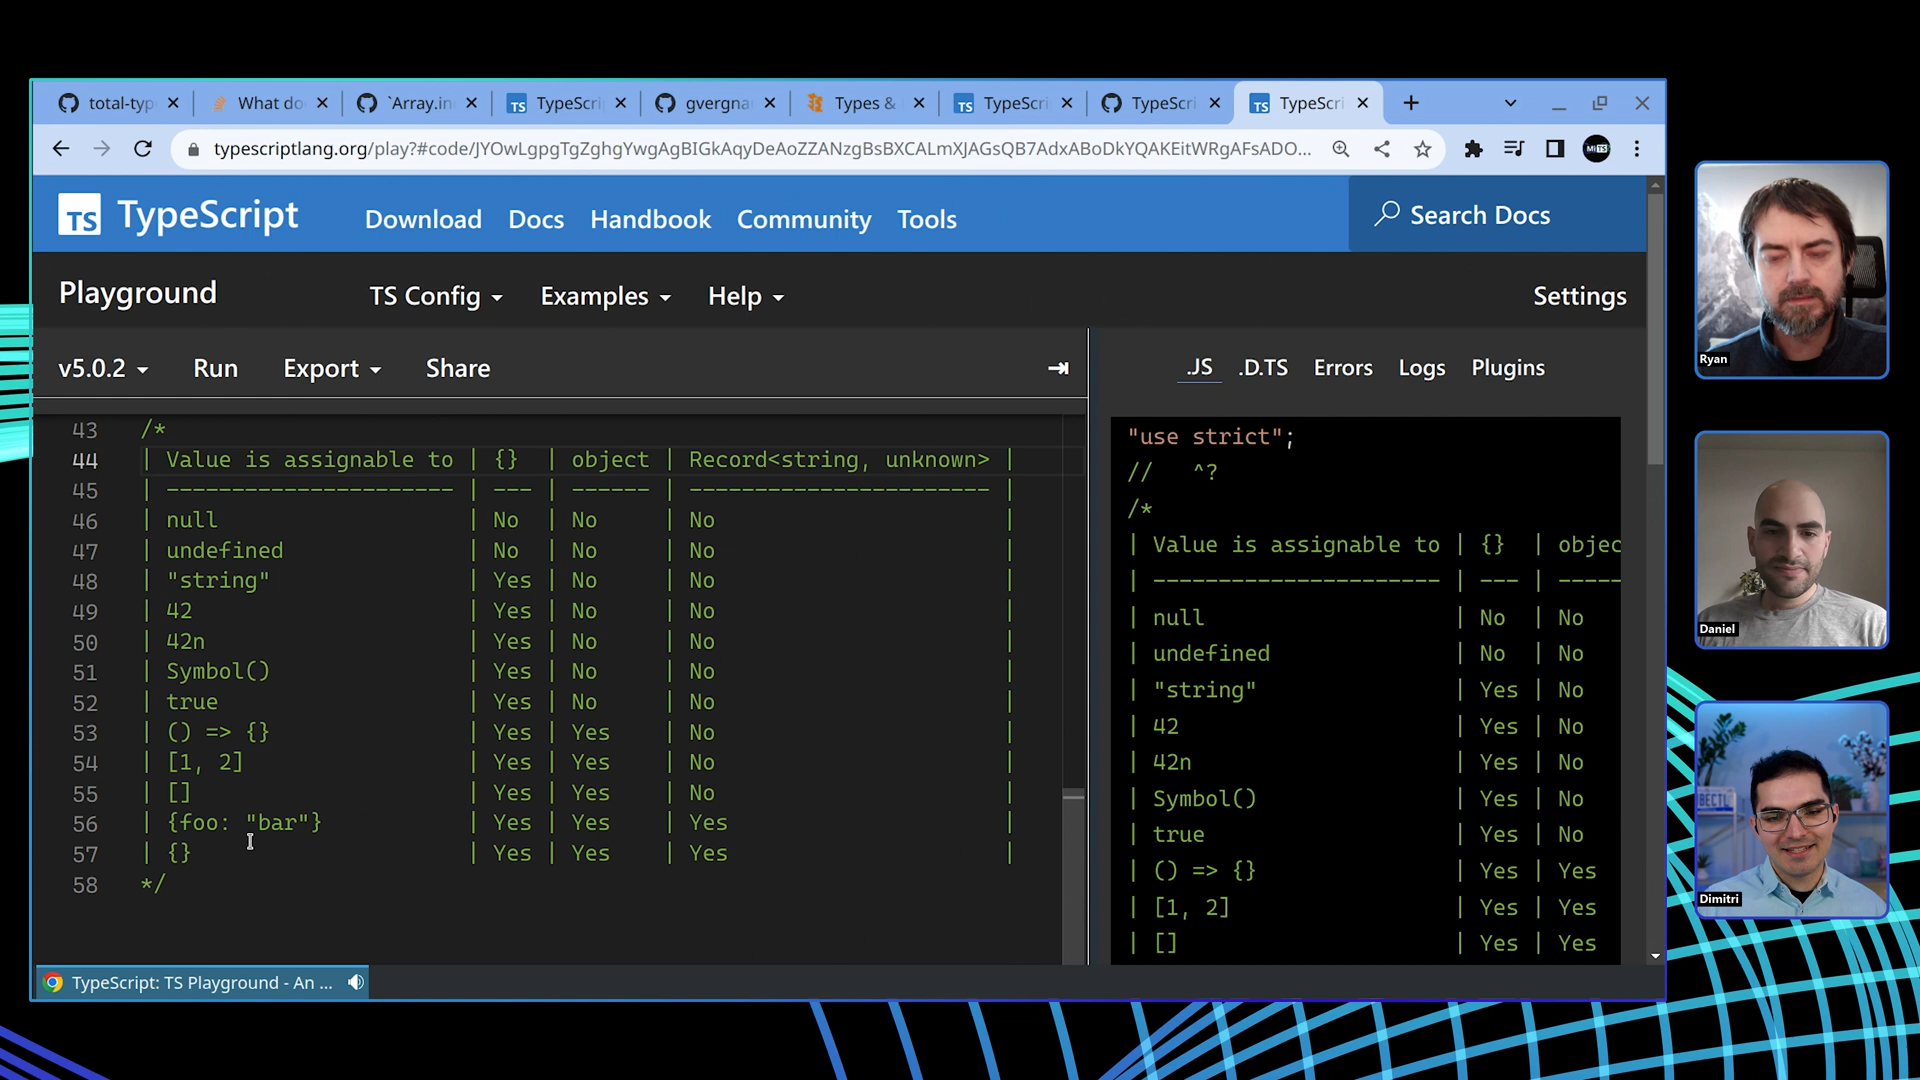 total-typ
What do
`Array.in
TypeScri
gvergna
Types &
TypeScri
TypeScri
TypeScri
typescriptlang.org/play?#code/JYOwLgpgTgZghgYwgAgBIGkAqyDeAoZZANzgBsBXCALmXJAGsQB7AdxABoDkYQAKEitWRgAFsADO...
MiTS
TS TypeScript
Download Docs Handbook Community Tools
Search Docs
Playground
TS Config Examples Help
Settings
v5.0.2 Run Export Share
.JS .D.TS Errors Logs Plugins
43 /*
44 | Value is assignable to | {} | object | Record<string, unknown> |
45 | ---------------------- | --- | ------ | ----------------------- |
46 | null | No | No | No |
47 | undefined | No | No | No |
48 | "string" | Yes | No | No |
49 | 42 | Yes | No | No |
50 | 42n | Yes | No | No |
51 | Symbol() | Yes | No | No |
52 | true | Yes | No | No |
53 | () => {} | Yes | Yes | No |
54 | [1, 2] | Yes | Yes | No |
55 | [] | Yes | Yes | No |
56 | {foo: "bar"} | Yes | Yes | Yes |
57 | {} | Yes | Yes | Yes |
58 */
"use strict";
// ^?
/*
| Value is assignable to | {} | objec
| ---------------------- | --- | -----
| null | No | No
| undefined | No | No
| "string" | Yes | No
| 42 | Yes | No
| 42n | Yes | No
| Symbol() | Yes | No
| true | Yes | No
| () => {} | Yes | Yes
| [1, 2] | Yes | Yes
| [] | Yes | Yes
TypeScript: TS Playground - An ...
Ryan
Daniel
Dimitri